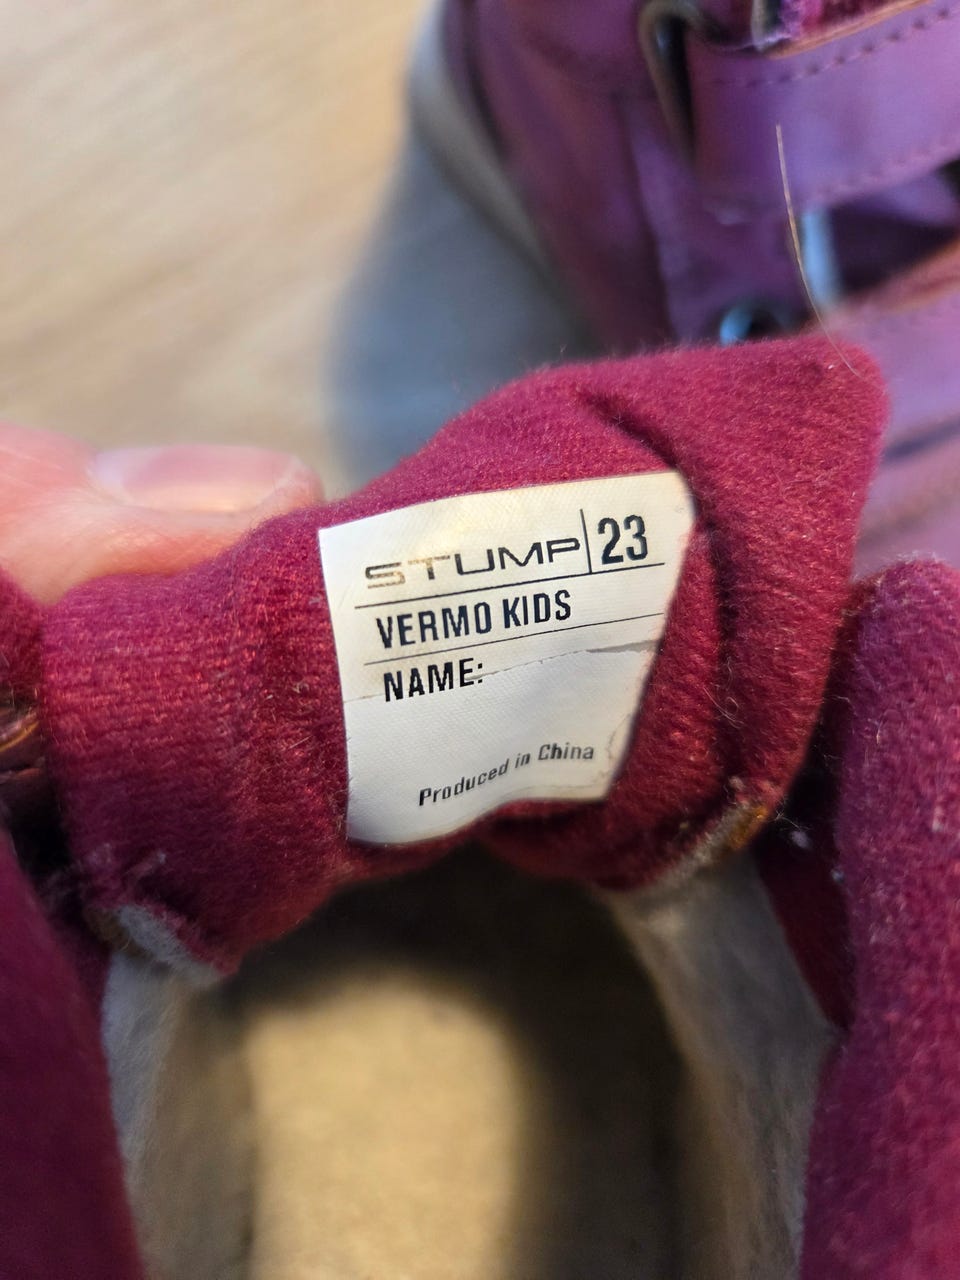 STUMP 23
VERMO KIDS
NAME:
Produced in China